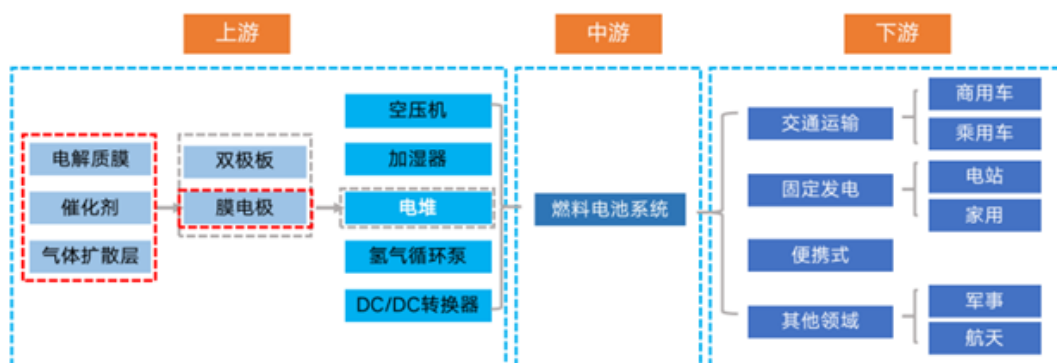 上游
中游
下游
电解质膜
催化剂
气体扩散层
双极板
膜电极
空压机
加湿器
电堆
氢气循环泵
DC/DC转换器
燃料电池系统
交通运输
固定发电
便携式
其他领域
商用车
乘用车
电站
家用
军事
航天